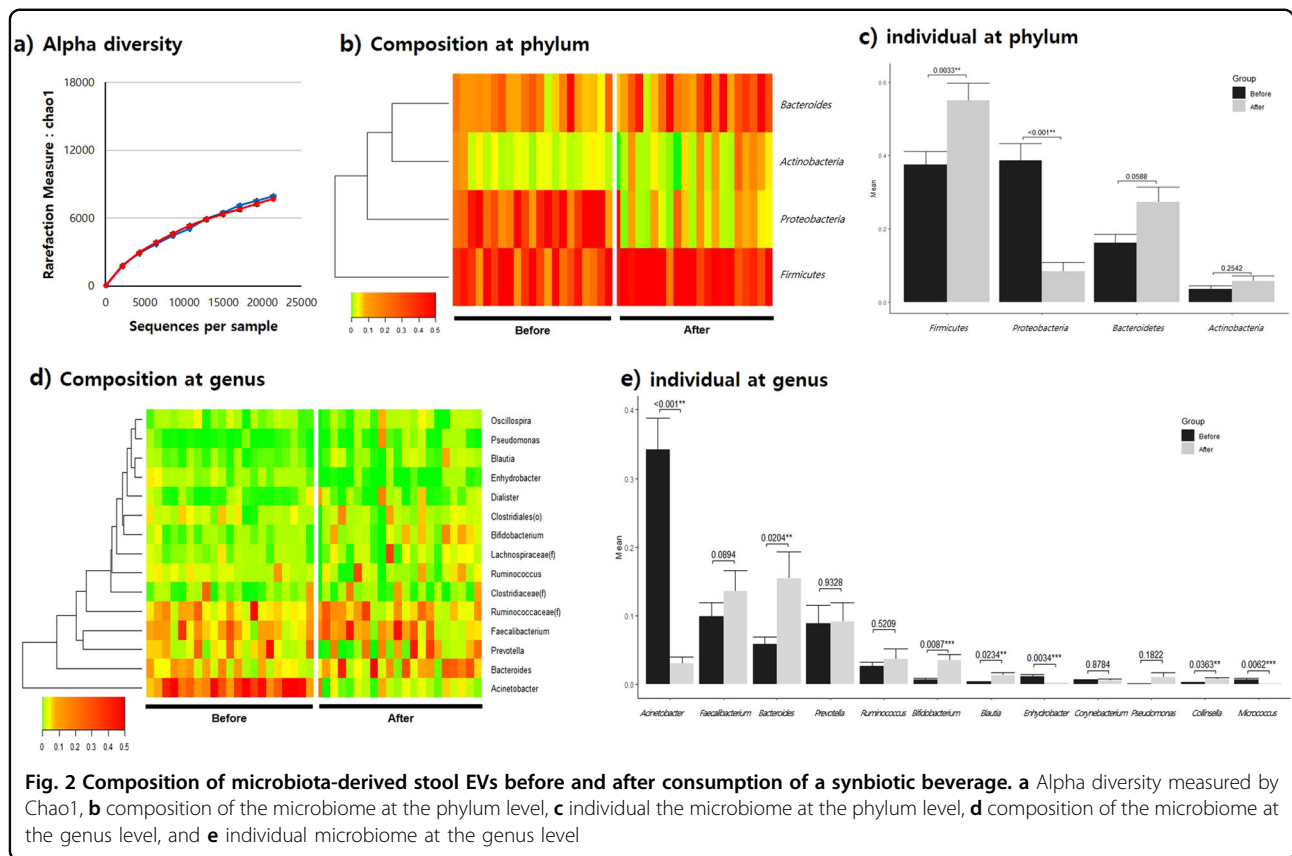 a) Alpha diversity
Rarefaction Measure : chao1
18000
12000
6000
0
0 5000 10000 15000 20000 25000
Sequences per sample
b) Composition at phylum
Bacteroides
Actinobacteria
Proteobacteria
Firmicutes
0 0.1 0.2 0.3 0.4 0.5
Before After
c) individual at phylum
Mean
0.6
0.4
0.2
0.0
0.0033**
<0.001**
0.0588
0.2542
Group
Before
After
Firmicutes Proteobacteria Bacteroidetes Actinobacteria
d) Composition at genus
Oscillospira
Pseudomonas
Blautia
Enhydrobacter
Dialister
Clostridiales(o)
Bifidobacterium
Lachnospiraceae(f)
Ruminococcus
Clostridiaceae(f)
Ruminococcaceae(f)
Faecalibacterium
Prevotella
Bacteroides
Acinetobacter
0 0.1 0.2 0.3 0.4 0.5
Before After
e) individual at genus
Mean
0.4
0.3
0.2
0.1
0.0
<0.001**
0.0894
0.0204**
0.9328
0.5209
0.0087***
0.0234**
0.0034***
0.8784
0.1822
0.0363**
0.0062***
Group
Before
After
Acinetobacter Faecalibacterium Bacteroides Prevotella Ruminococcus Bifidobacterium Blautia Enhydrobacter Corynebacterium Pseudomonas Collinsella Micrococcus
Fig. 2 Composition of microbiota-derived stool EVs before and after consumption of a synbiotic beverage. a Alpha diversity measured by
Chao1, b composition of the microbiome at the phylum level, c individual the microbiome at the phylum level, d composition of the microbiome at
the genus level, and e individual microbiome at the genus level